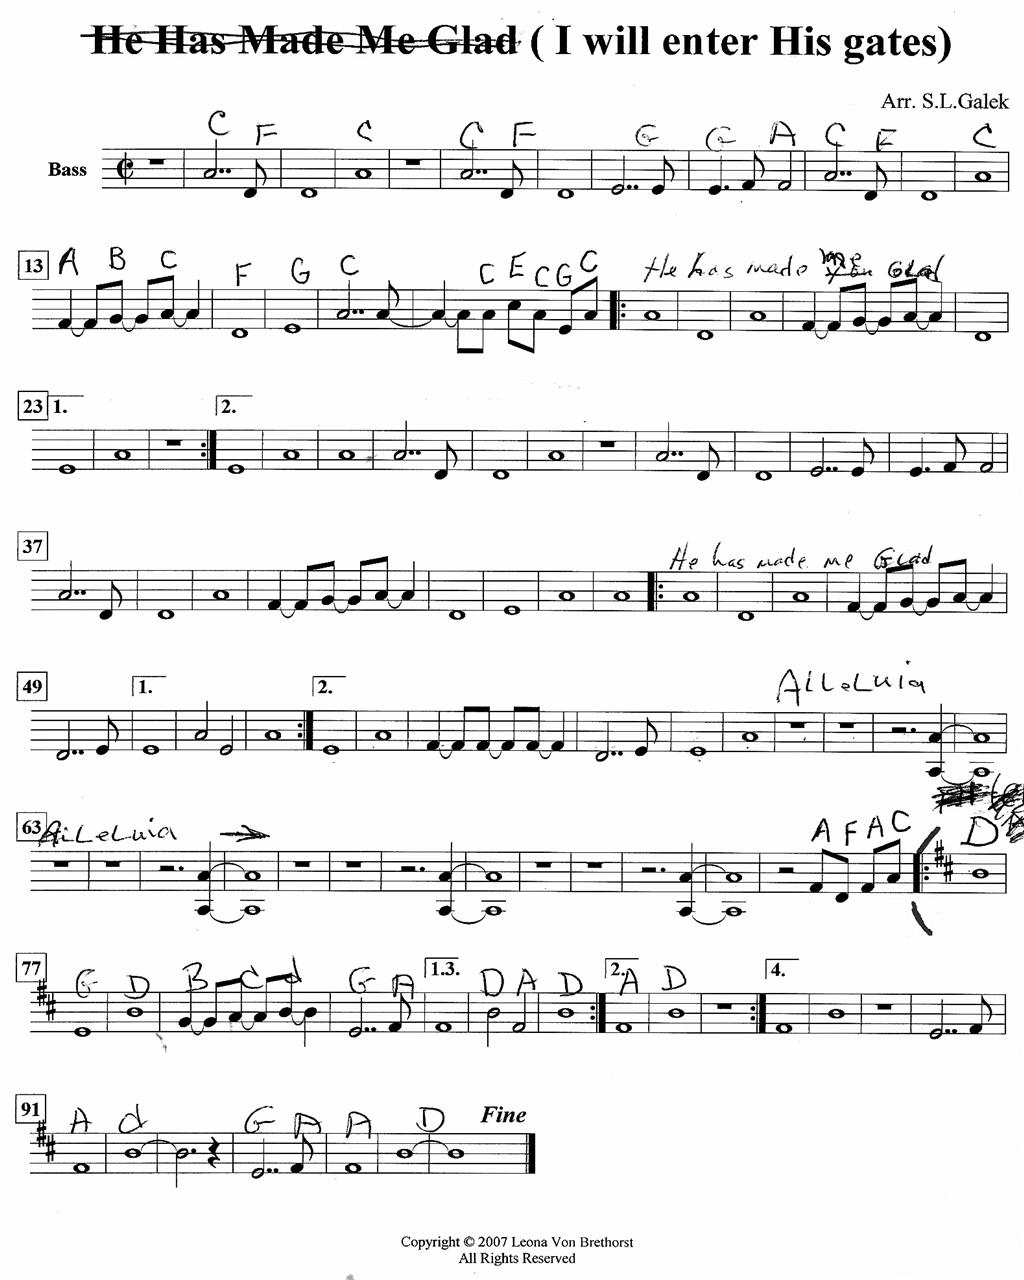 He Has Made Me Glad ( I will enter His gates)
Arr. S.L.Galek
C F C C F G G A C F C
Bass
13 A B C F G C C E C G C He has made me Glad
23 1. 2.
37 He has made me Glad
49 1. 2. Alleluia
63 Alleluia A F A C D
77 G D B C d G A 1.3. D A D 2. A D 4.
91 A d G A A D Fine
Copyright © 2007 Leona Von Brethorst
All Rights Reserved